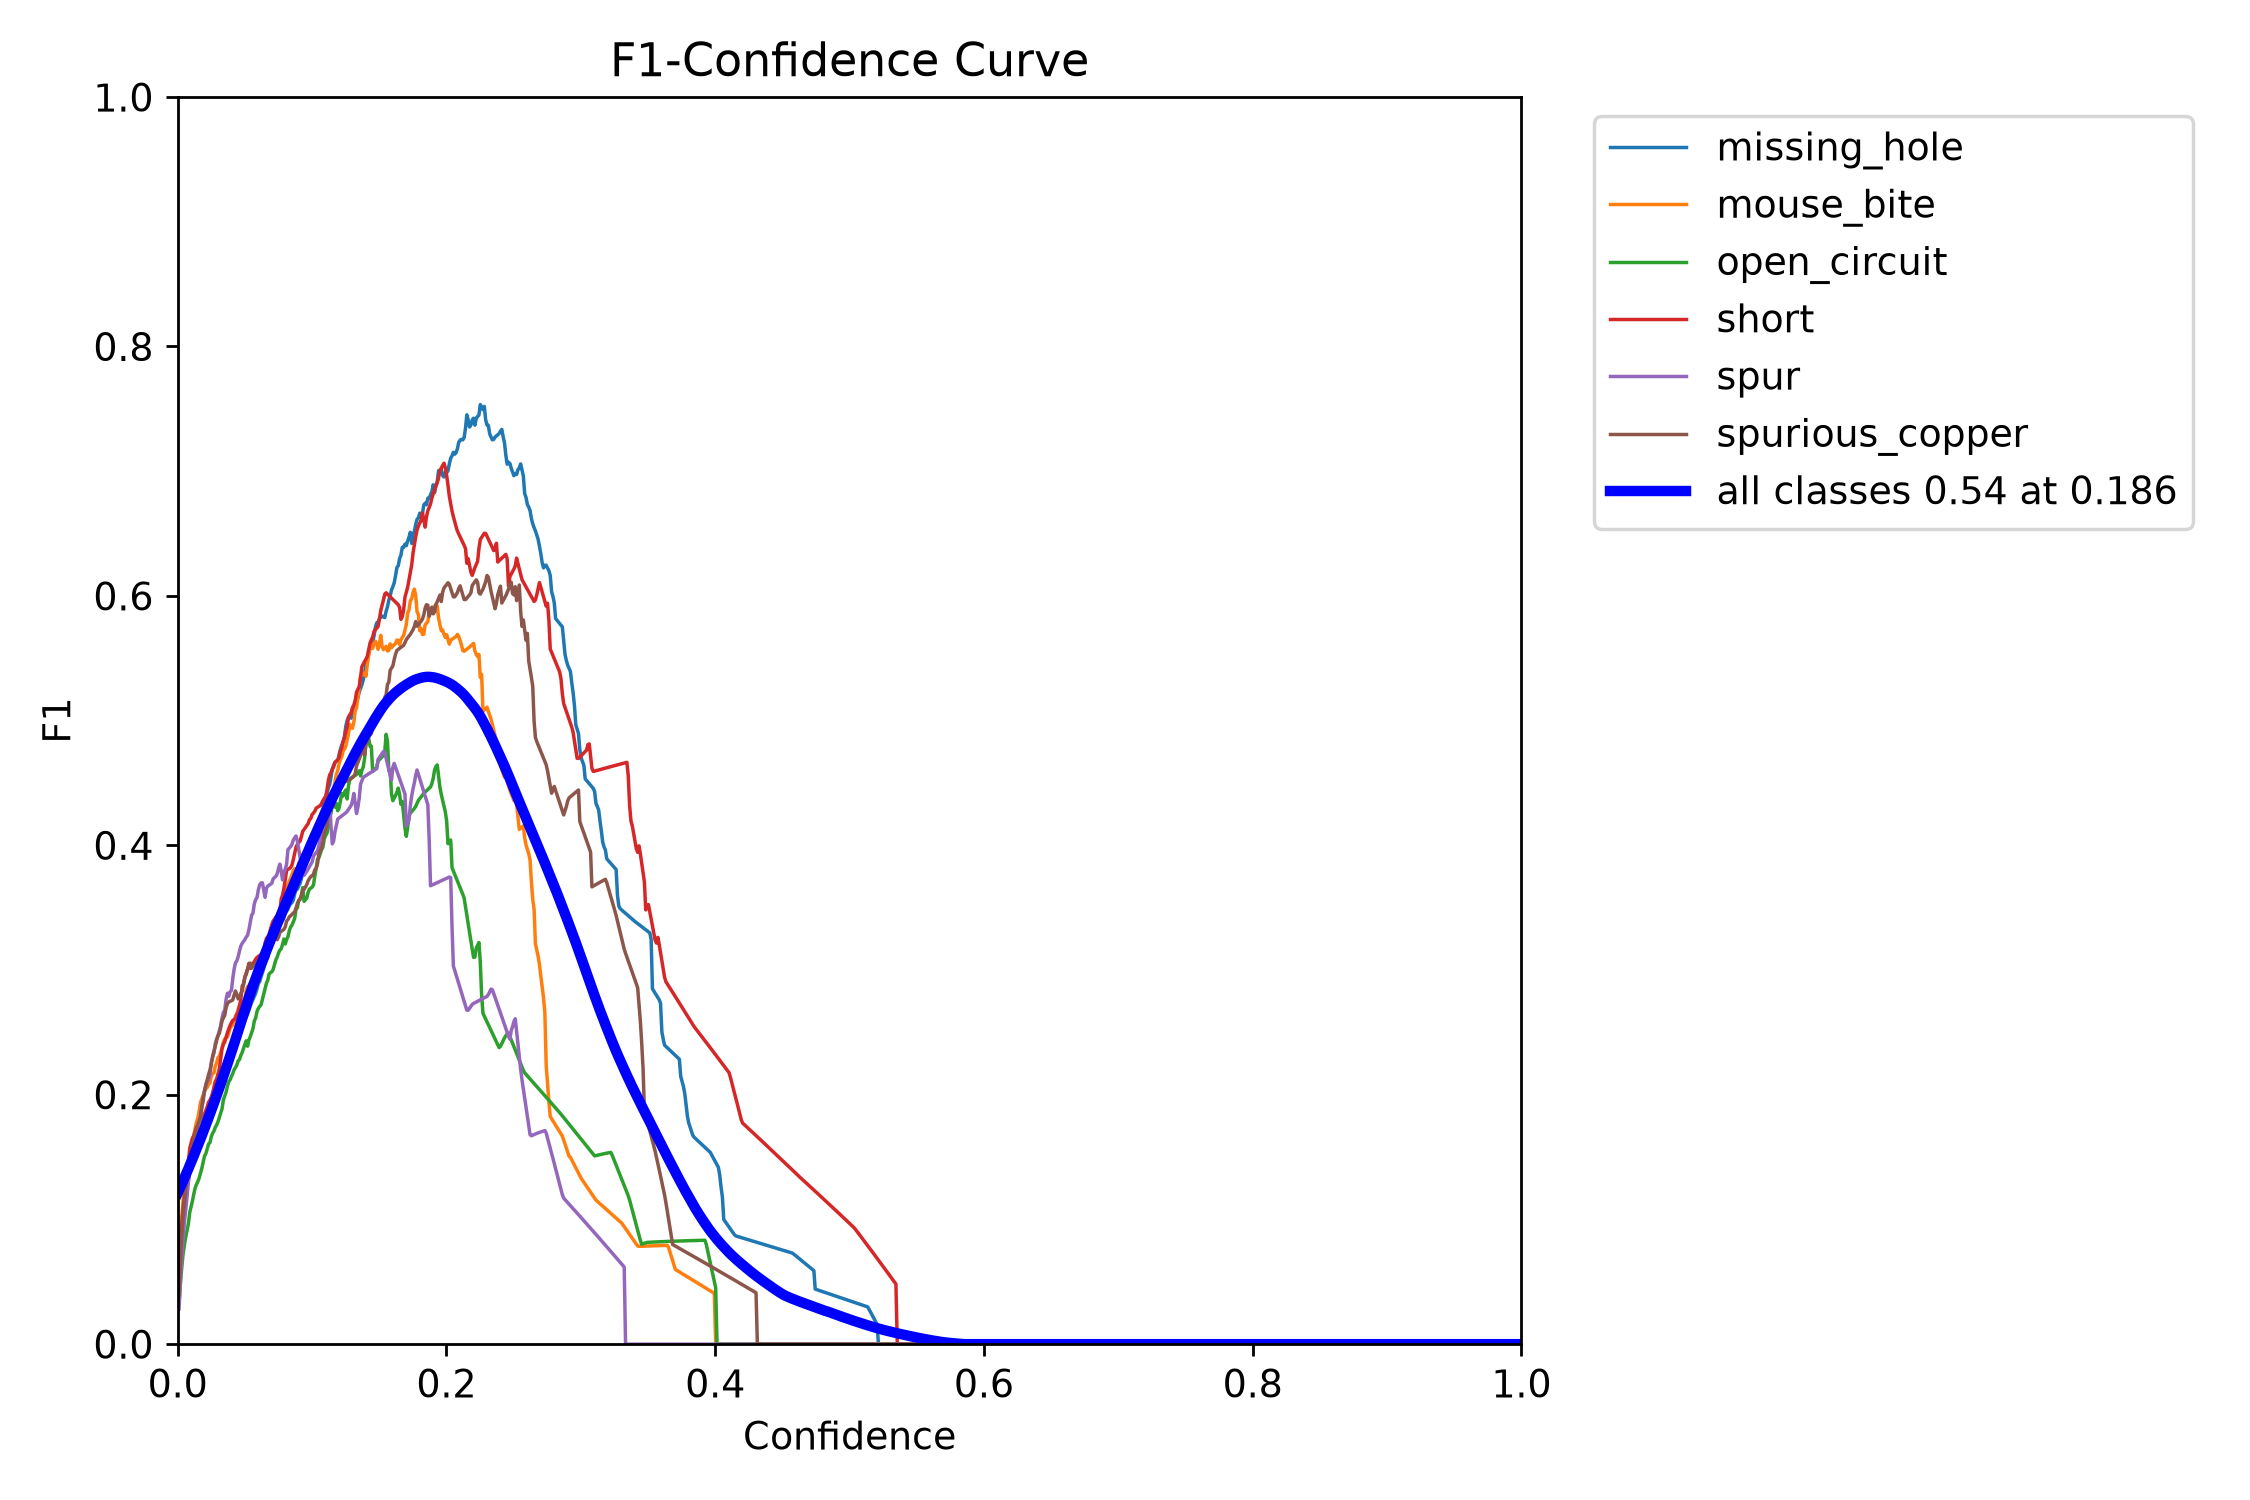 F1-Confidence Curve
1.0
0.8
0.6
0.4
0.2
0.0
F1
0.0 0.2 0.4 0.6 0.8 1.0
Confidence
missing_hole
mouse_bite
open_circuit
short
spur
spurious_copper
all classes 0.54 at 0.186